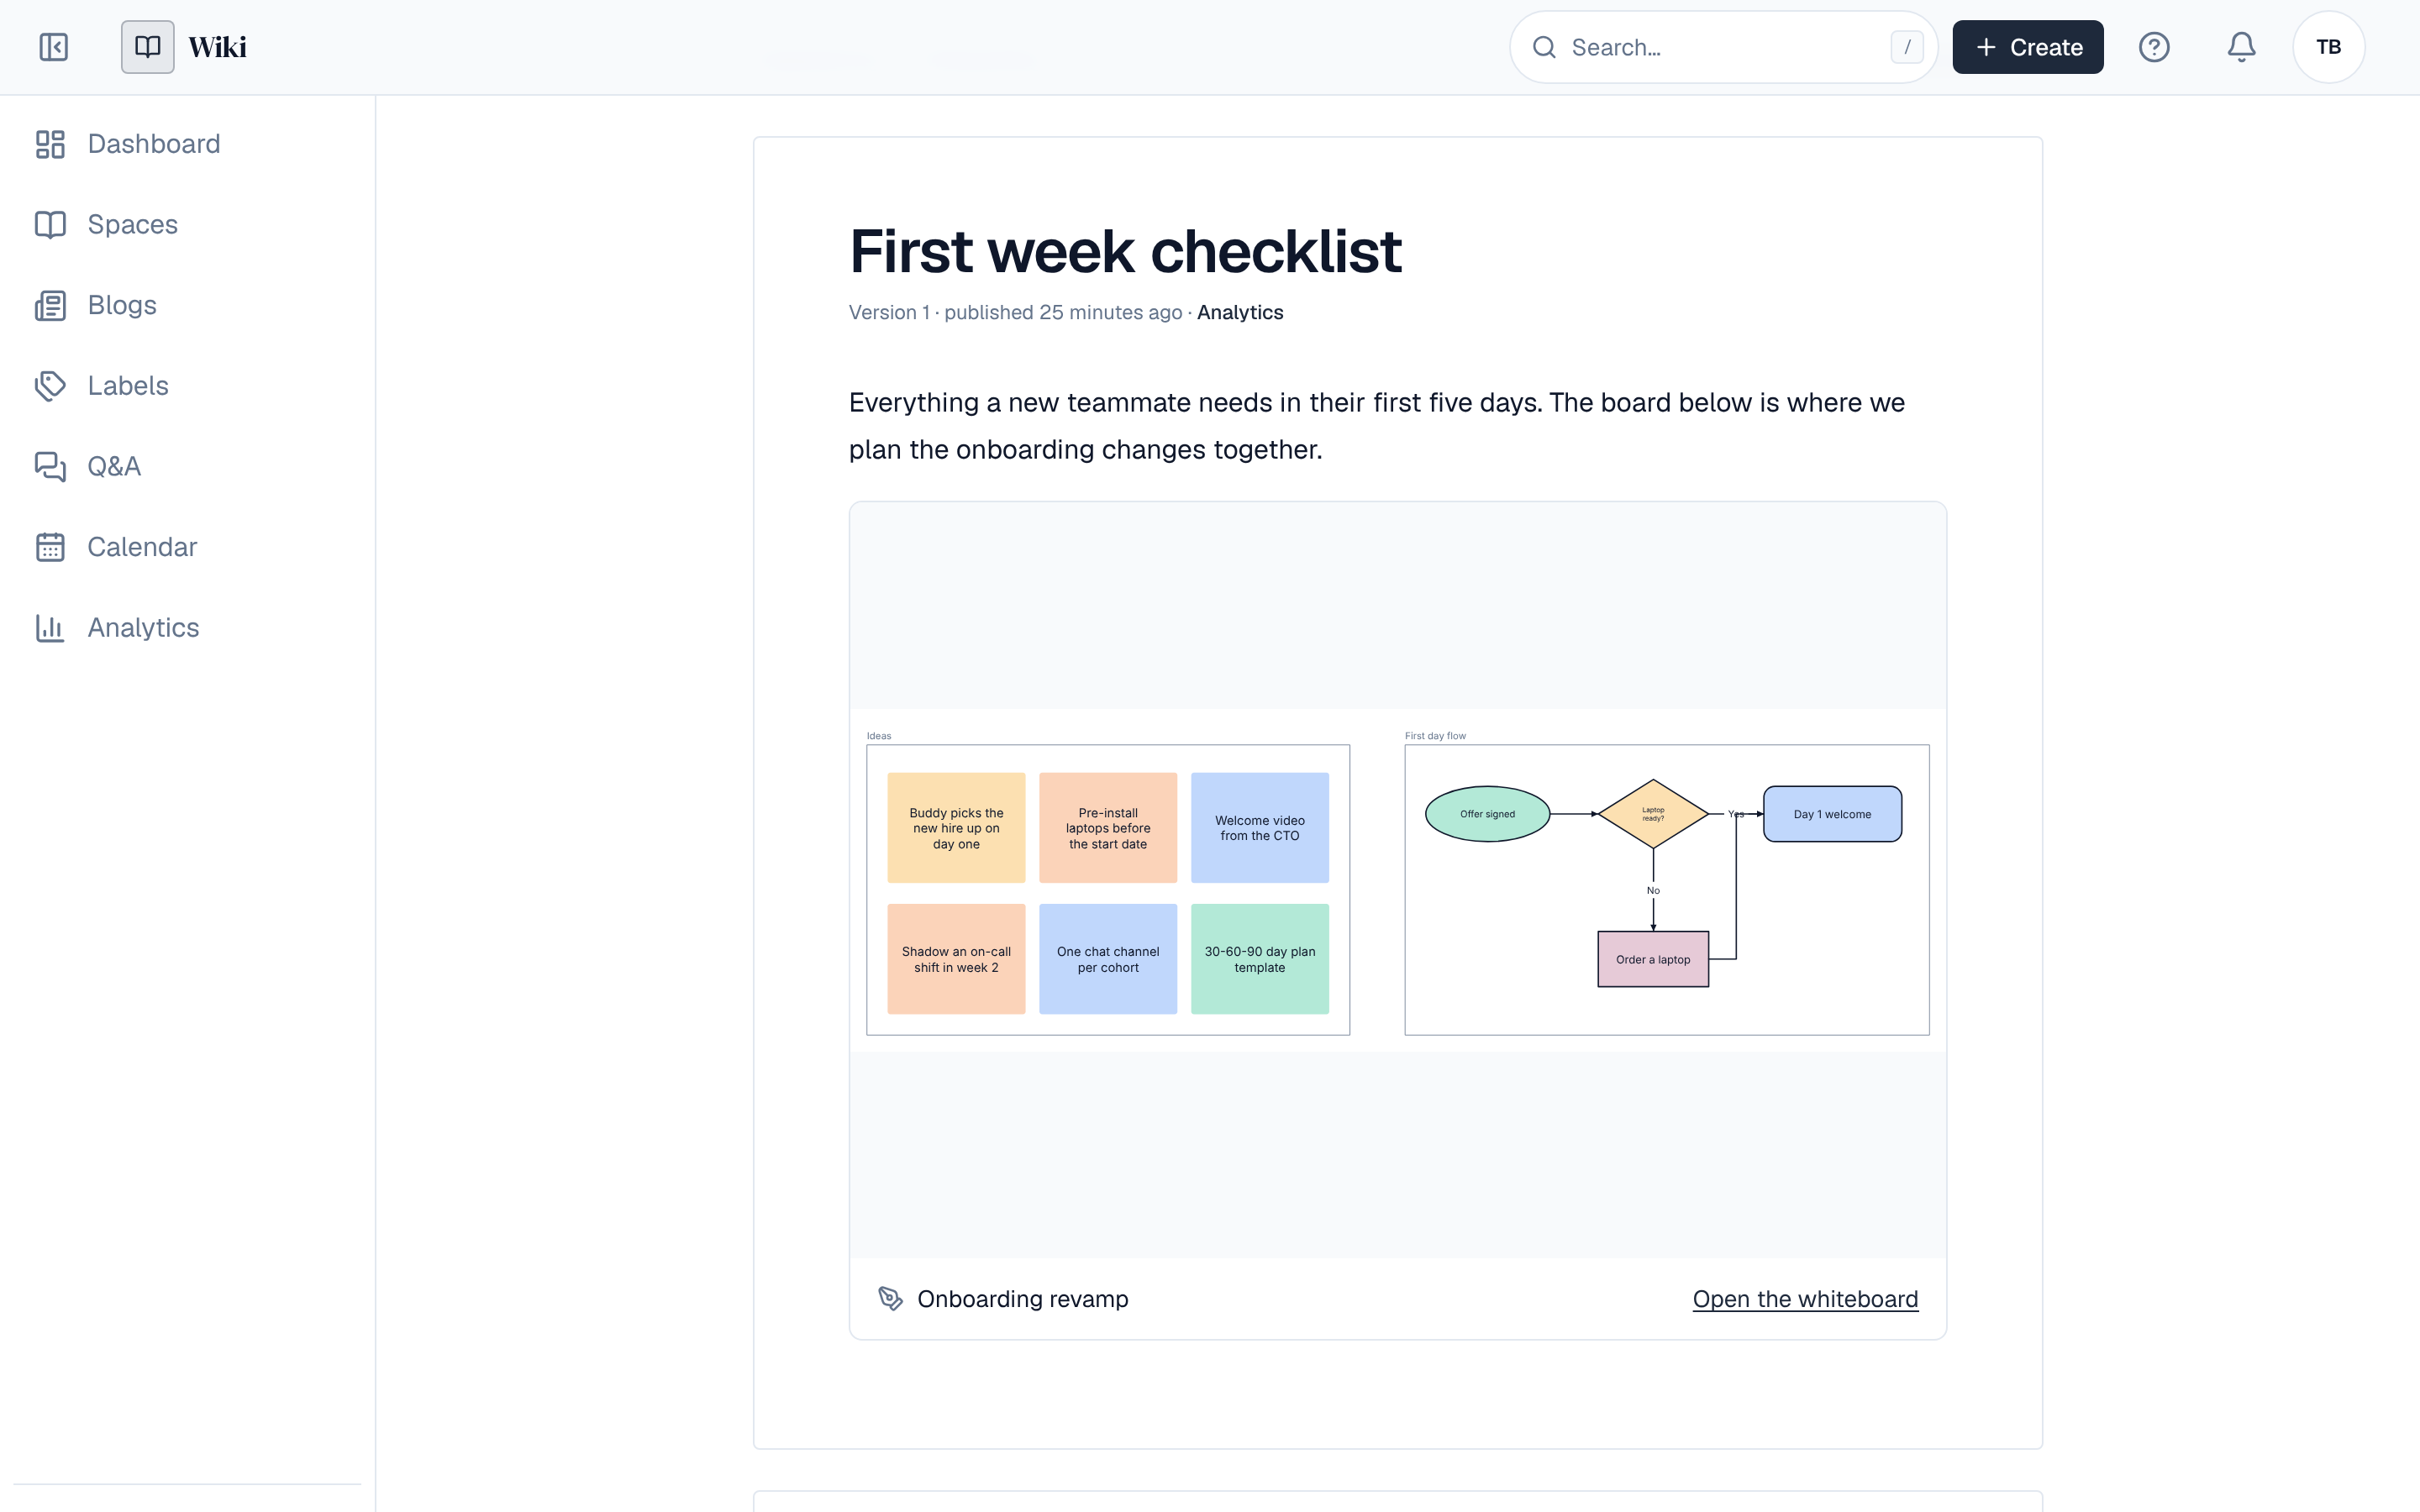 Wiki
Search...
/
Create
TB
Dashboard
Spaces
Blogs
Labels
Q&A
Calendar
Analytics
First week checklist
Version 1 · published 25 minutes ago · Analytics
Everything a new teammate needs in their first five days. The board below is where we
plan the onboarding changes together.
Ideas
Buddy picks the
new hire up on
day one
Pre-install
laptops before
the start date
Welcome video
from the CTO
Shadow an on-call
shift in week 2
One chat channel
per cohort
30-60-90 day plan
template
First day flow
Offer signed
Laptop
ready?
Yes
Day 1 welcome
No
Order a laptop
Onboarding revamp
Open the whiteboard